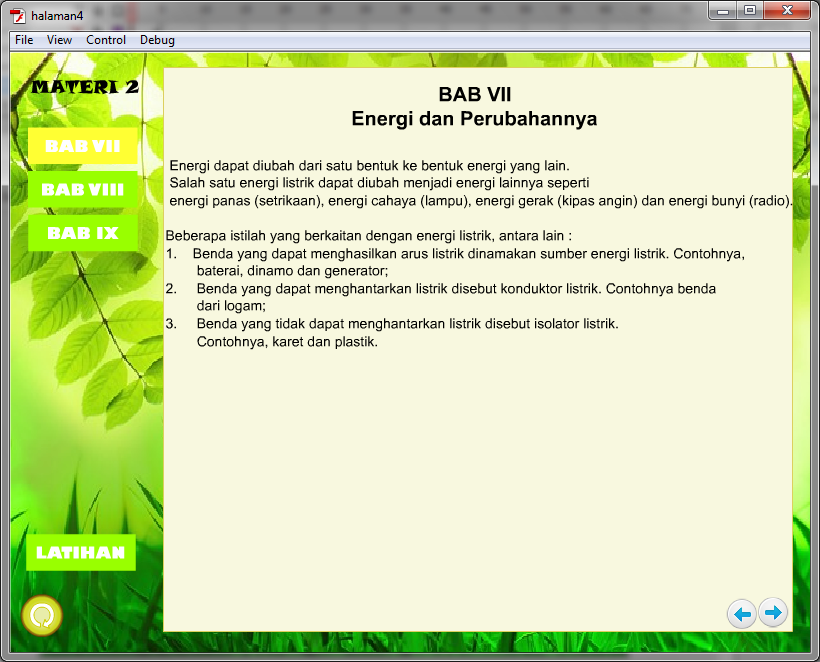 halaman4
File View Control Debug
MATERI 2
BAB VII
BAB VIII
BAB IX
LATIHAN
BAB VII
Energi dan Perubahannya
Energi dapat diubah dari satu bentuk ke bentuk energi yang lain.
Salah satu energi listrik dapat diubah menjadi energi lainnya seperti
energi panas (setrikaan), energi cahaya (lampu), energi gerak (kipas angin) dan energi bunyi (radio).
Beberapa istilah yang berkaitan dengan energi listrik, antara lain :
1. Benda yang dapat menghasilkan arus listrik dinamakan sumber energi listrik. Contohnya,
baterai, dinamo dan generator;
2. Benda yang dapat menghantarkan listrik disebut konduktor listrik. Contohnya benda
dari logam;
3. Benda yang tidak dapat menghantarkan listrik disebut isolator listrik.
Contohnya, karet dan plastik.